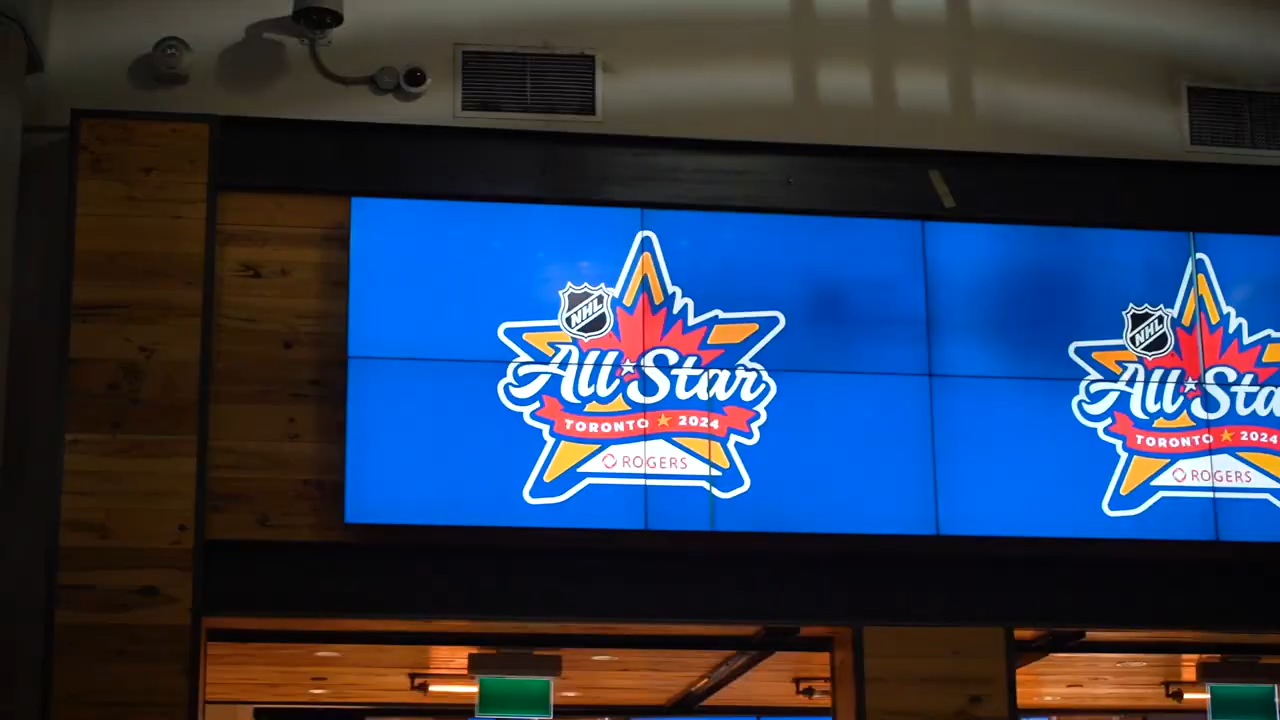 NHL
All Star
TORONTO 2024
ROGERS
NHL
All Sta
TORONTO 2024
ROGERS